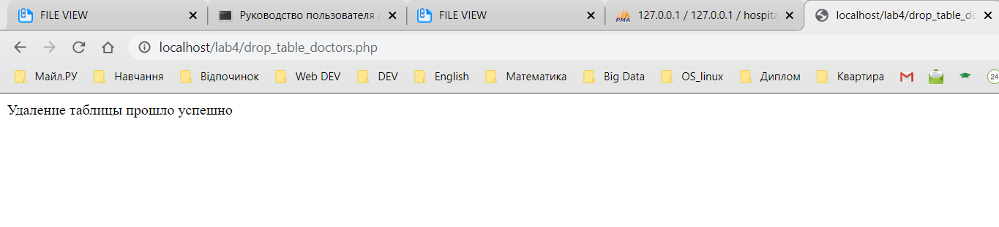 FILE VIEW Руководство пользователя / FILE VIEW 127.0.0.1 / 127.0.0.1 / hospita localhost/lab4/drop_table_do
localhost/lab4/drop_table_doctors.php
Майл.РУ Навчання Відпочинок Web DEV DEV English Математика Big Data OS_linux Диплом Квартира 24
Удаление таблицы прошло успешно